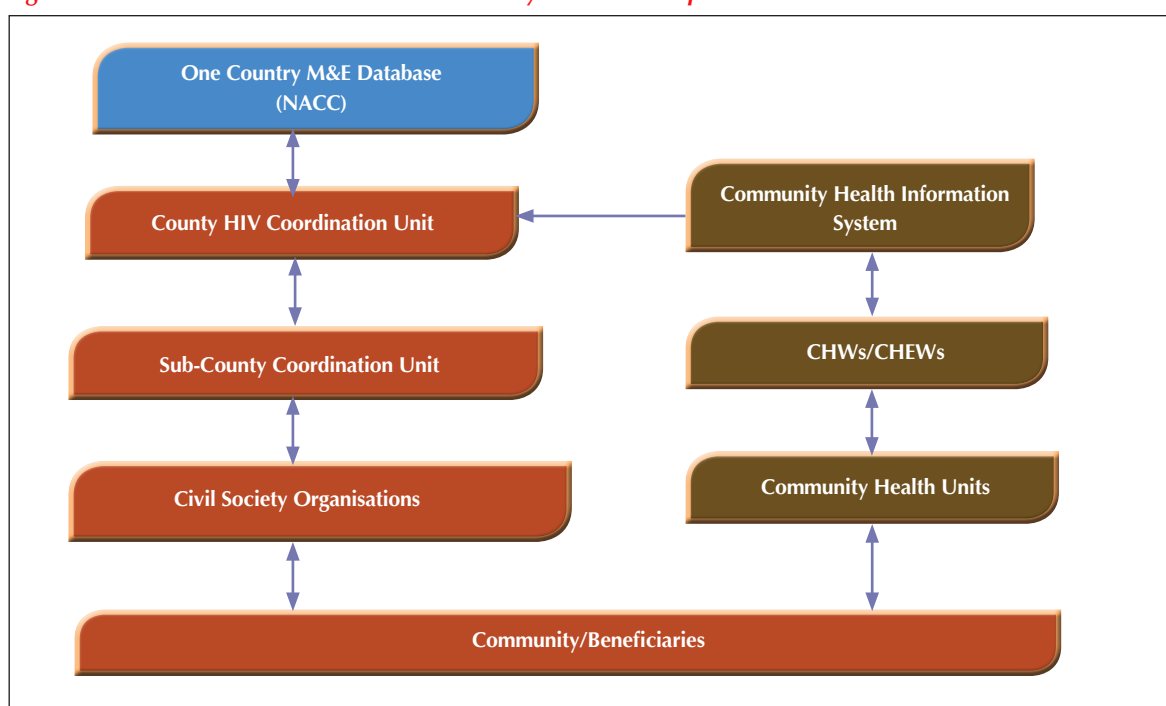 One Country M&E Database
(NACC)
County HIV Coordination Unit
Community Health Information
System
Sub-County Coordination Unit
CHWs/CHEWs
Civil Society Organisations
Community Health Units
Community/Beneficiaries